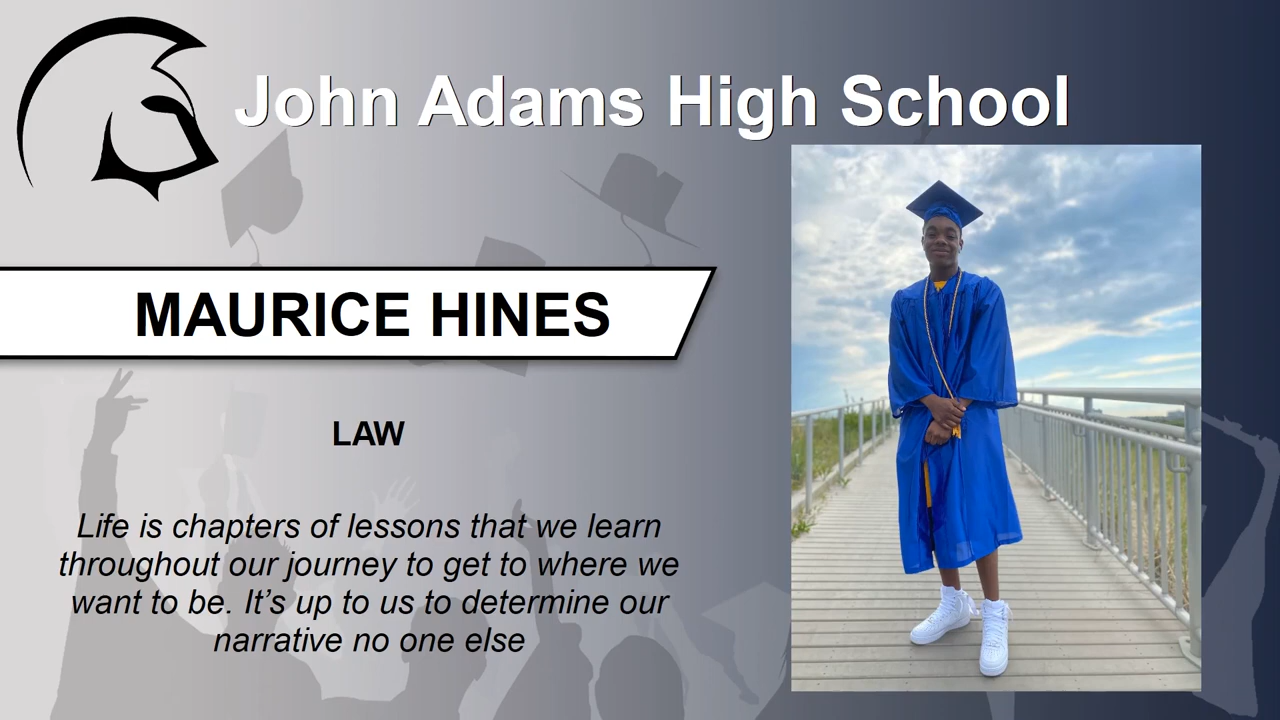 John Adams High School
MAURICE HINES
LAW
Life is chapters of lessons that we learn
throughout our journey to get to where we
want to be. It’s up to us to determine our
narrative no one else